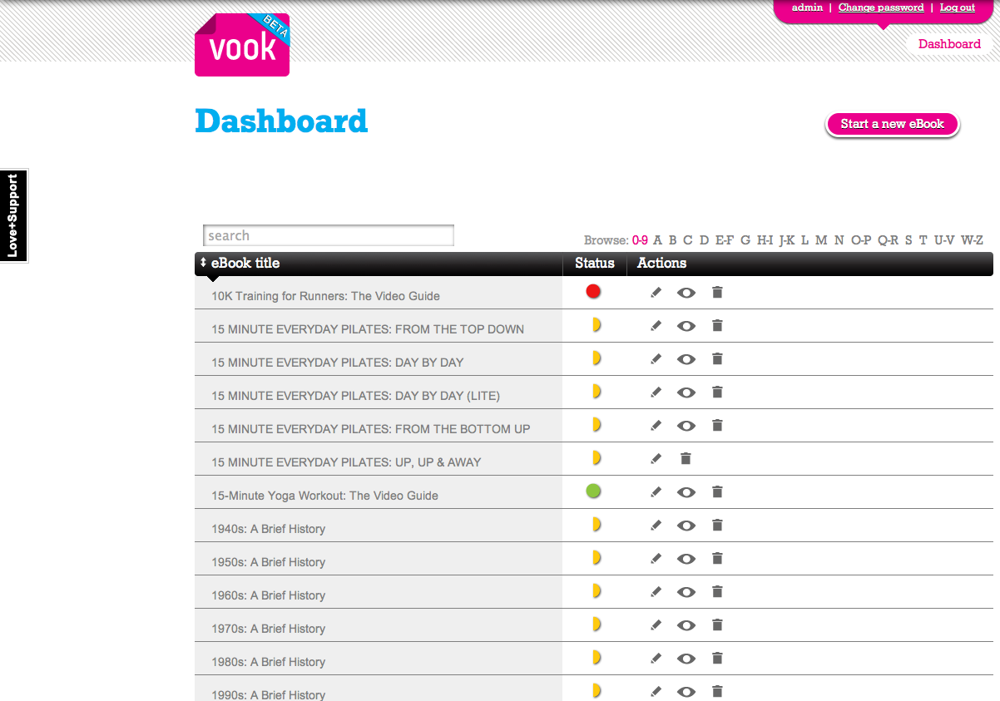 admin | Change password | Log out
BETA
vook
Dashboard
Dashboard
Start a new eBook
Love+Support
search
Browse: 0-9 A B C D E-F G H-I J-K L M N O-P Q-R S T U-V W-Z
eBook title Status Actions
10K Training for Runners: The Video Guide
15 MINUTE EVERYDAY PILATES: FROM THE TOP DOWN
15 MINUTE EVERYDAY PILATES: DAY BY DAY
15 MINUTE EVERYDAY PILATES: DAY BY DAY (LITE)
15 MINUTE EVERYDAY PILATES: FROM THE BOTTOM UP
15 MINUTE EVERYDAY PILATES: UP, UP & AWAY
15-Minute Yoga Workout: The Video Guide
1940s: A Brief History
1950s: A Brief History
1960s: A Brief History
1970s: A Brief History
1980s: A Brief History
1990s: A Brief History